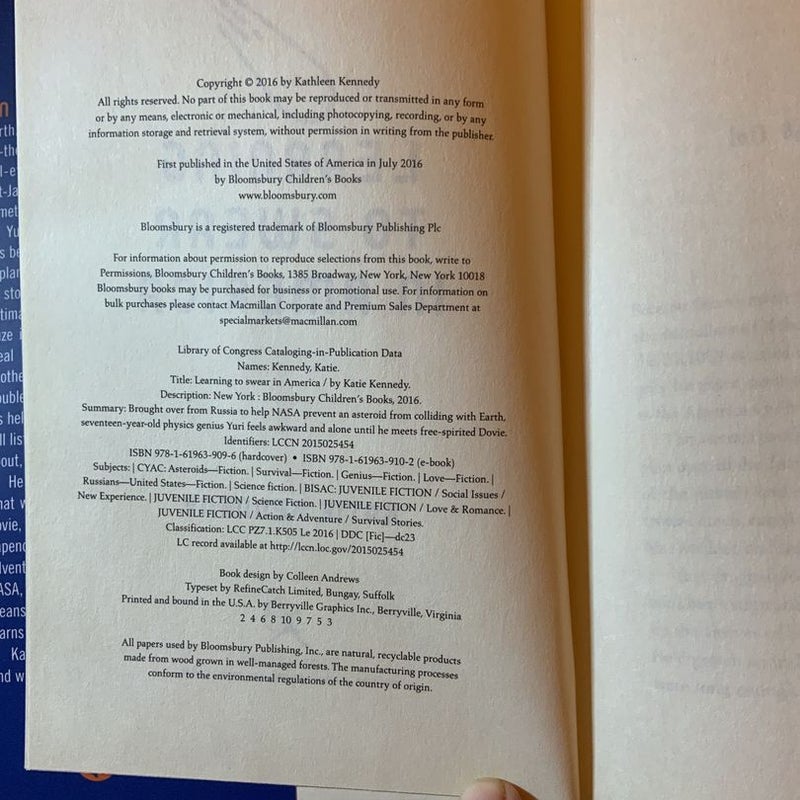 Copyright © 2016 by Kathleen Kennedy
All rights reserved. No part of this book may be reproduced or transmitted in any form
or by any means, electronic or mechanical, including photocopying, recording, or by any
information storage and retrieval system, without permission in writing from the publisher.
First published in the United States of America in July 2016
by Bloomsbury Children's Books
www.bloomsbury.com
Bloomsbury is a registered trademark of Bloomsbury Publishing Plc
For information about permission to reproduce selections from this book, write to
Permissions, Bloomsbury Children's Books, 1385 Broadway, New York, New York 10018
Bloomsbury books may be purchased for business or promotional use. For information on
bulk purchases please contact Macmillan Corporate and Premium Sales Department at
specialmarkets@macmillan.com
Library of Congress Cataloging-in-Publication Data
Names: Kennedy, Katie.
Title: Learning to swear in America / by Katie Kennedy.
Description: New York : Bloomsbury Children's Books, 2016.
Summary: Brought over from Russia to help NASA prevent an asteroid from colliding with Earth,
seventeen-year-old physics genius Yuri feels awkward and alone until he meets free-spirited Dovie.
Identifiers: LCCN 2015025454
ISBN 978-1-61963-909-6 (hardcover) • ISBN 978-1-61963-910-2 (e-book)
Subjects: | CYAC: Asteroids—Fiction. | Survival—Fiction. | Genius—Fiction. | Love—Fiction. |
Russians—United States—Fiction. | Science fiction. | BISAC: JUVENILE FICTION / Social Issues /
New Experience. | JUVENILE FICTION / Science Fiction. | JUVENILE FICTION / Love & Romance. |
JUVENILE FICTION / Action & Adventure / Survival Stories.
Classification: LCC PZ7.1.K505 Le 2016 | DDC [Fic]—dc23
LC record available at http://lccn.loc.gov/2015025454
Book design by Colleen Andrews
Typeset by RefineCatch Limited, Bungay, Suffolk
Printed and bound in the U.S.A. by Berryville Graphics Inc., Berryville, Virginia
2 4 6 8 10 9 7 5 3
All papers used by Bloomsbury Publishing, Inc., are natural, recyclable products
made from wood grown in well-managed forests. The manufacturing processes
conform to the environmental regulations of the country of origin.